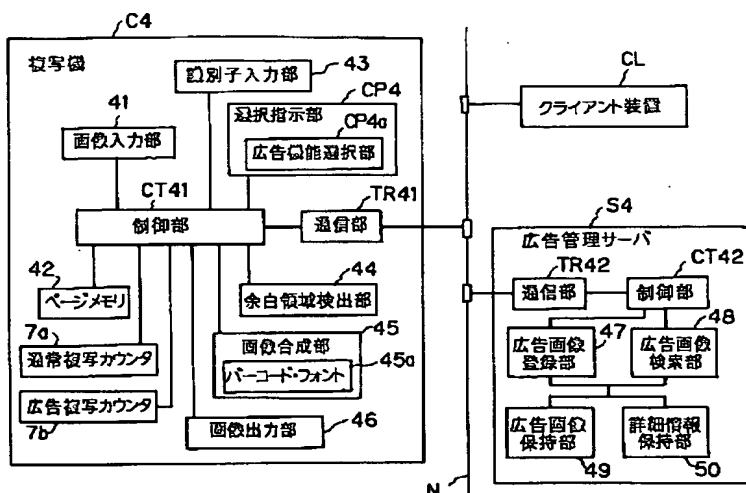 C4
複写機
識別子入力部
43
CP4
選択指示部
CP4a
広告機能選択部
41
画像入力部
CT41
制御部
TR41
通信部
42
ページメモリ
44
余白領域検出部
7a
通常複写カウンタ
45
画像合成部
バーコード・フォント
45a
広告複写カウンタ
7b
画像出力部
46
CL
クライアント装置
S4
広告管理サーバ
TR42
通信部
CT42
制御部
広告画像
登録部
47
広告画像
検索部
48
広告画像
保持部
49
詳細情報
保持部
50
N